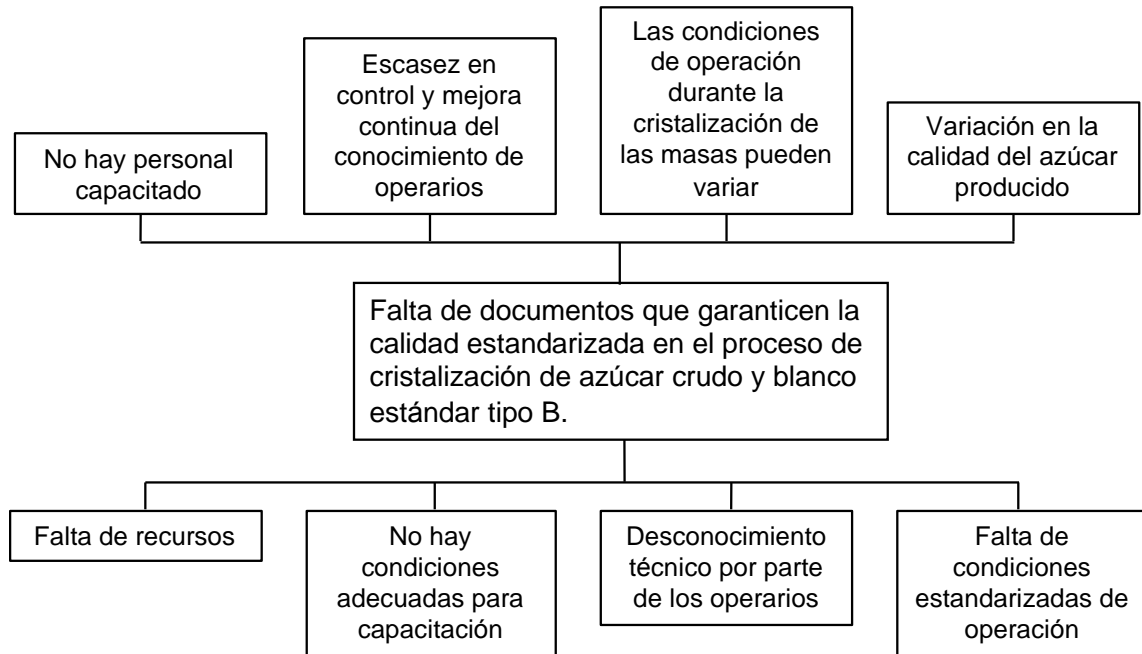 No hay personal
capacitado
Escasez en
control y mejora
continua del
conocimiento de
operarios
Las condiciones
de operación
durante la
cristalización de
las masas pueden
variar
Variación en la
calidad del azúcar
producido
Falta de documentos que garanticen la
calidad estandarizada en el proceso de
cristalización de azúcar crudo y blanco
estándar tipo B.
Falta de recursos
No hay
condiciones
adecuadas para
capacitación
Desconocimiento
técnico por parte
de los operarios
Falta de
condiciones
estandarizadas de
operación